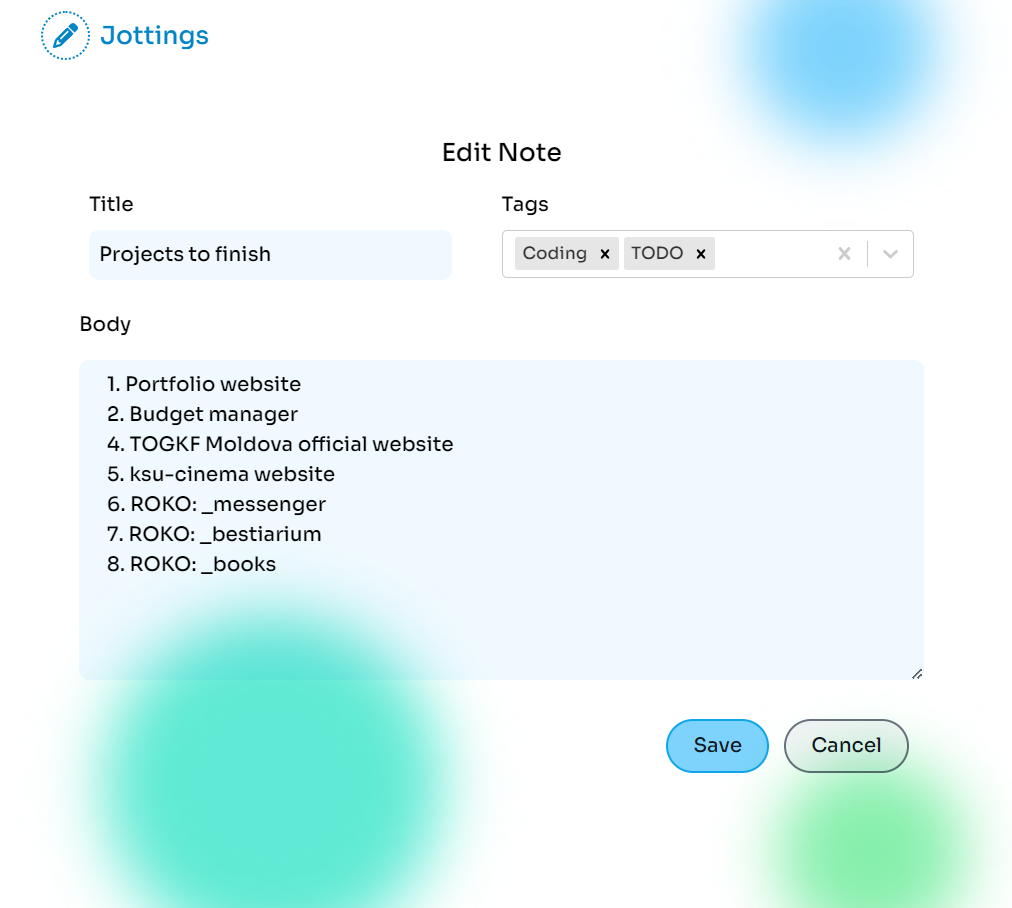 Jottings
Edit Note
Title
Tags
Projects to finish
Coding × TODO ×
Body
1. Portfolio website
2. Budget manager
4. TOGKF Moldova official website
5. ksu-cinema website
6. ROKO: _messenger
7. ROKO: _bestiarium
8. ROKO: _books
Save
Cancel